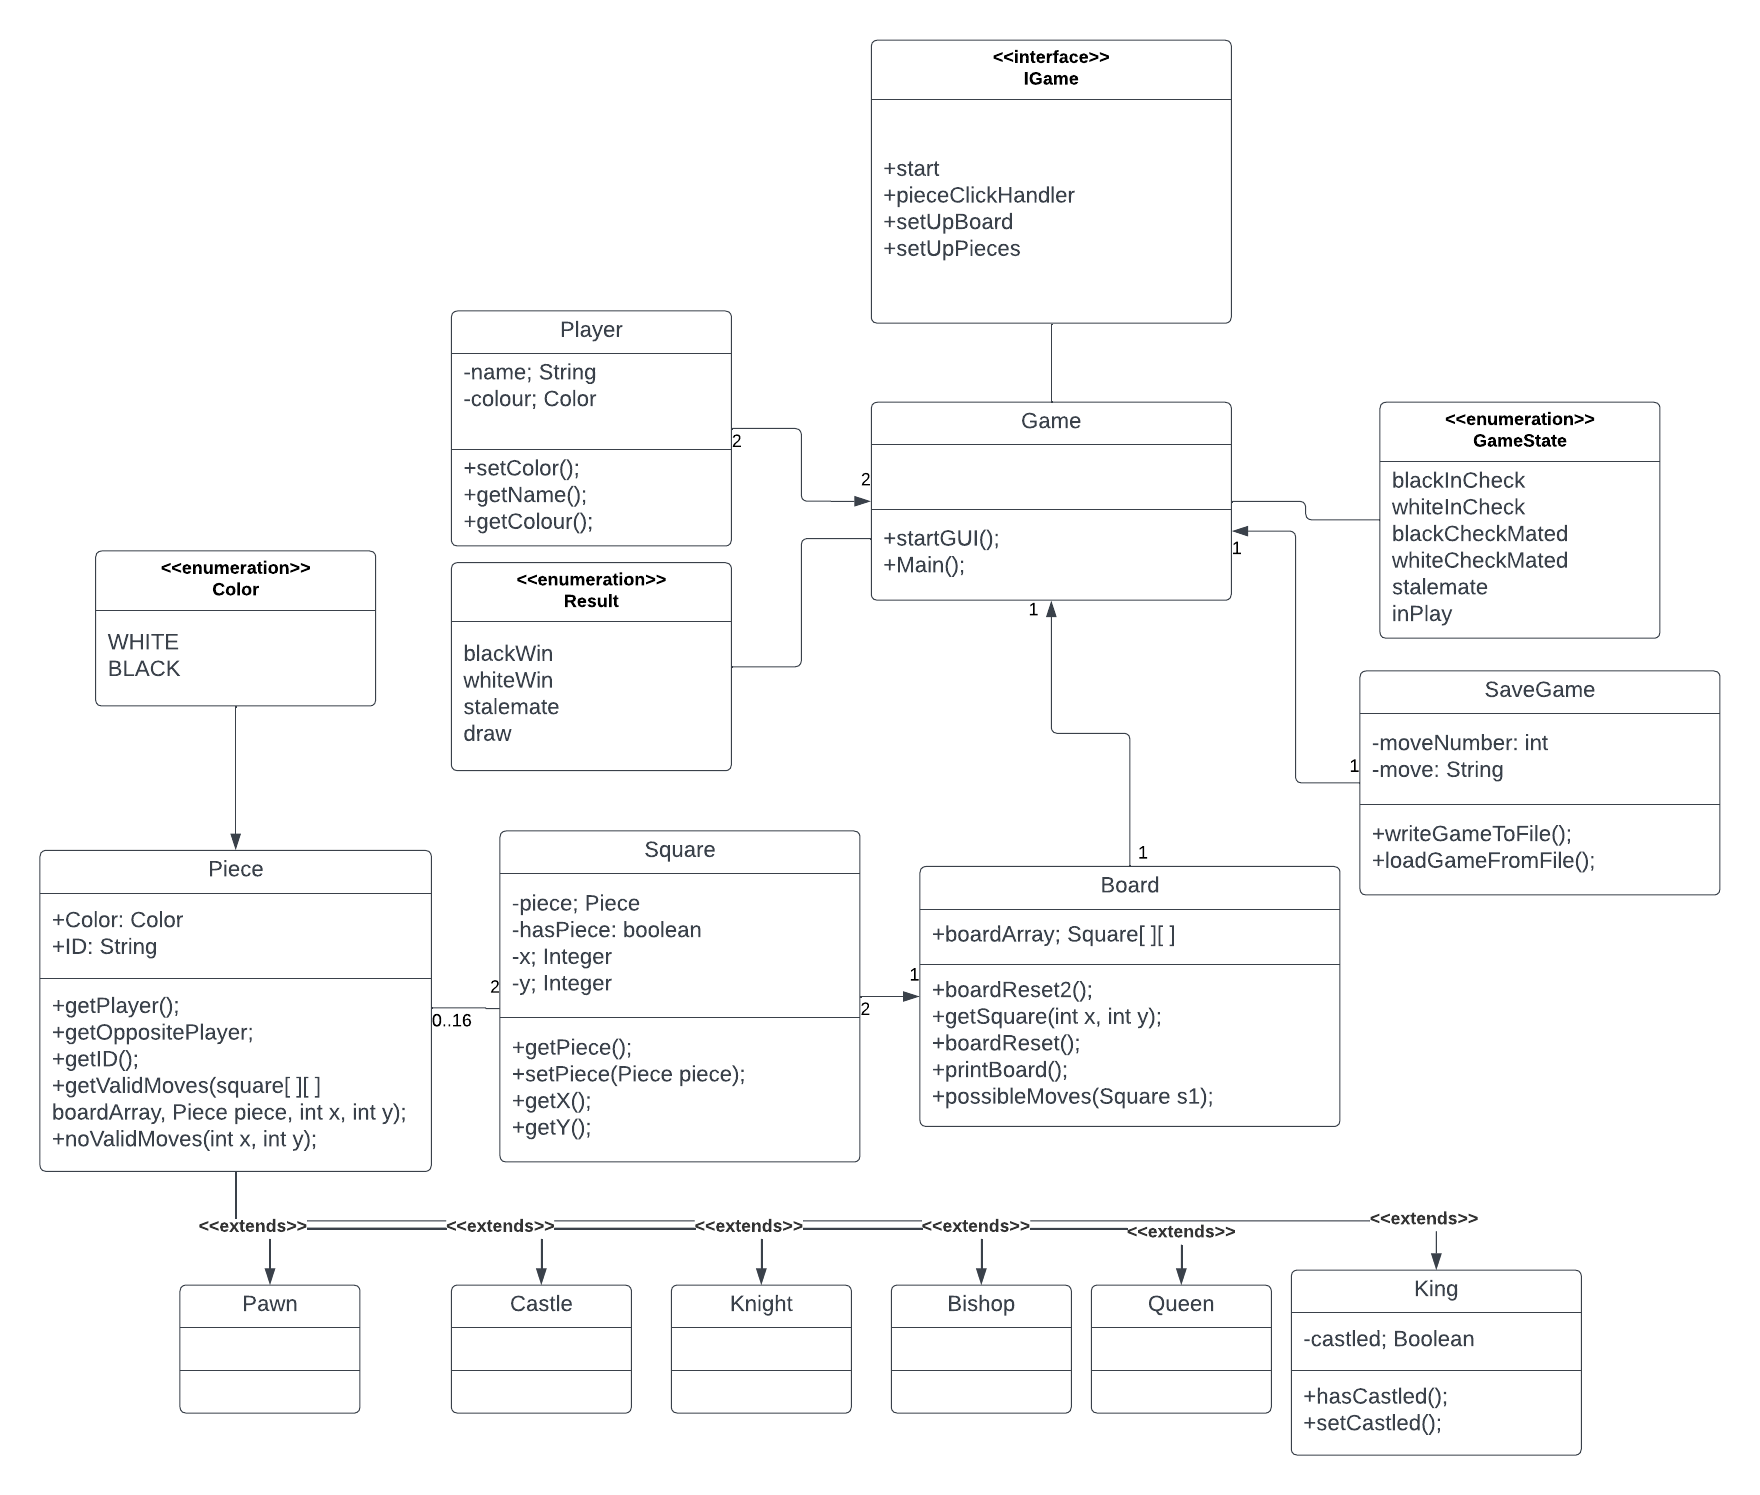 <<interface>>
IGame
+start
+pieceClickHandler
+setUpBoard
+setUpPieces
Player
-name; String
-colour; Color
+setColor();
+getName();
+getColour();
2
2
Game
+startGUI();
+Main();
1
1
<<enumeration>>
GameState
blackInCheck
whiteInCheck
blackCheckMated
whiteCheckMated
stalemate
inPlay
<<enumeration>>
Color
WHITE
BLACK
<<enumeration>>
Result
blackWin
whiteWin
stalemate
draw
SaveGame
-moveNumber: int
-move: String
+writeGameToFile();
+loadGameFromFile();
1
1
Piece
+Color: Color
+ID: String
+getPlayer();
+getOppositePlayer;
+getID();
+getValidMoves(square[ ][ ]
boardArray, Piece piece, int x, int y);
+noValidMoves(int x, int y);
2
0..16
Square
-piece; Piece
-hasPiece: boolean
-x; Integer
-y; Integer
+getPiece();
+setPiece(Piece piece);
+getX();
+getY();
1
2
Board
+boardArray; Square[ ][ ]
+boardReset2();
+getSquare(int x, int y);
+boardReset();
+printBoard();
+possibleMoves(Square s1);
<<extends>>
<<extends>>
<<extends>>
<<extends>>
<<extends>>
<<extends>>
Pawn
Castle
Knight
Bishop
Queen
King
-castled; Boolean
+hasCastled();
+setCastled();